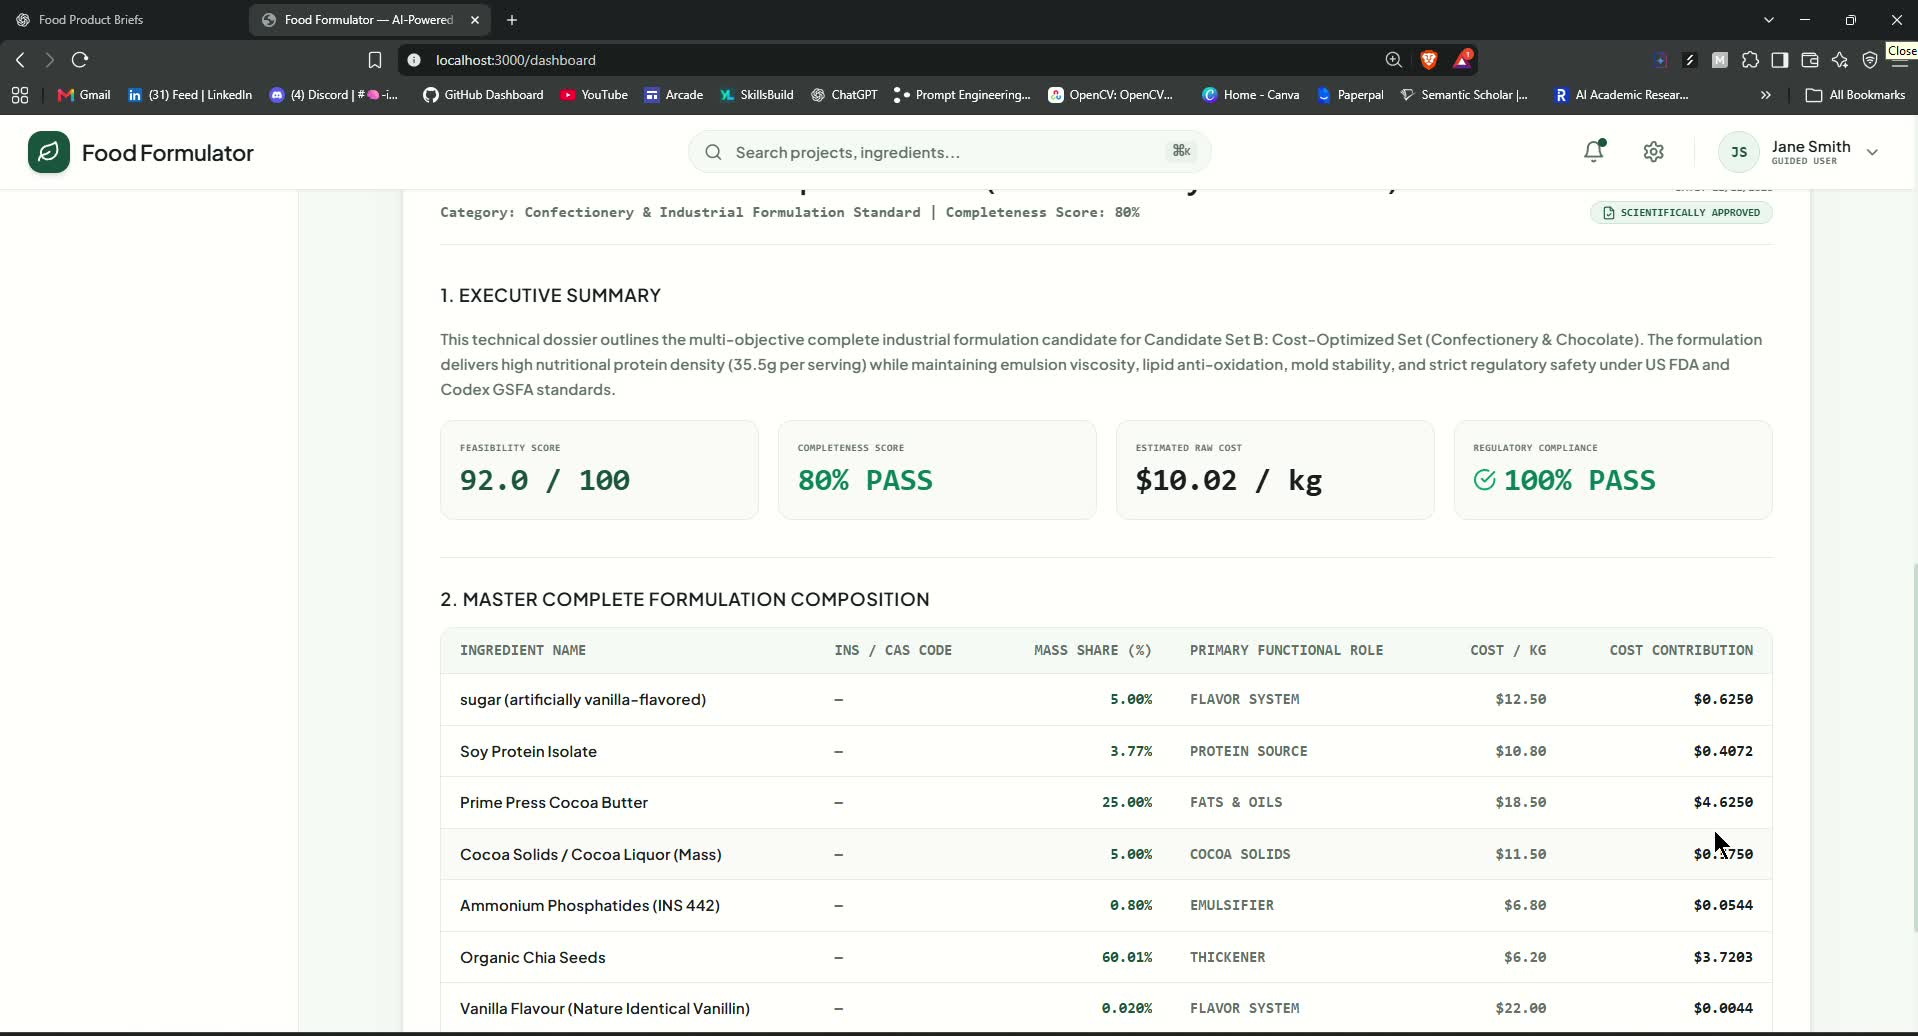 Food Product Briefs
Food Formulator — AI-Powered
localhost:3000/dashboard
1
Close
Gmail
(31) Feed | LinkedIn
(4) Discord | #🧠-i...
GitHub Dashboard
YouTube
Arcade
SkillsBuild
ChatGPT
Prompt Engineering...
OpenCV: OpenCV...
Home - Canva
Paperpal
Semantic Scholar |...
AI Academic Resear...
All Bookmarks
Food Formulator
Search projects, ingredients...
⌘K
JS
Jane Smith
GUIDED USER
Category: Confectionery & Industrial Formulation Standard | Completeness Score: 80%
SCIENTIFICALLY APPROVED
1. EXECUTIVE SUMMARY
This technical dossier outlines the multi-objective complete industrial formulation candidate for Candidate Set B: Cost-Optimized Set (Confectionery & Chocolate). The formulation
delivers high nutritional protein density (35.5g per serving) while maintaining emulsion viscosity, lipid anti-oxidation, mold stability, and strict regulatory safety under US FDA and
Codex GSFA standards.
FEASIBILITY SCORE
92.0 / 100
COMPLETENESS SCORE
80% PASS
ESTIMATED RAW COST
$10.02 / kg
REGULATORY COMPLIANCE
100% PASS
2. MASTER COMPLETE FORMULATION COMPOSITION
INGREDIENT NAME INS / CAS CODE MASS SHARE (%) PRIMARY FUNCTIONAL ROLE COST / KG COST CONTRIBUTION
sugar (artificially vanilla-flavored) — 5.00% FLAVOR SYSTEM $12.50 $0.6250
Soy Protein Isolate — 3.77% PROTEIN SOURCE $10.80 $0.4072
Prime Press Cocoa Butter — 25.00% FATS & OILS $18.50 $4.6250
Cocoa Solids / Cocoa Liquor (Mass) — 5.00% COCOA SOLIDS $11.50
Ammonium Phosphatides (INS 442) — 0.80% EMULSIFIER $6.80 $0.0544
Organic Chia Seeds — 60.01% THICKENER $6.20 $3.7203
Vanilla Flavour (Nature Identical Vanillin) — 0.020% FLAVOR SYSTEM $22.00 $0.0044